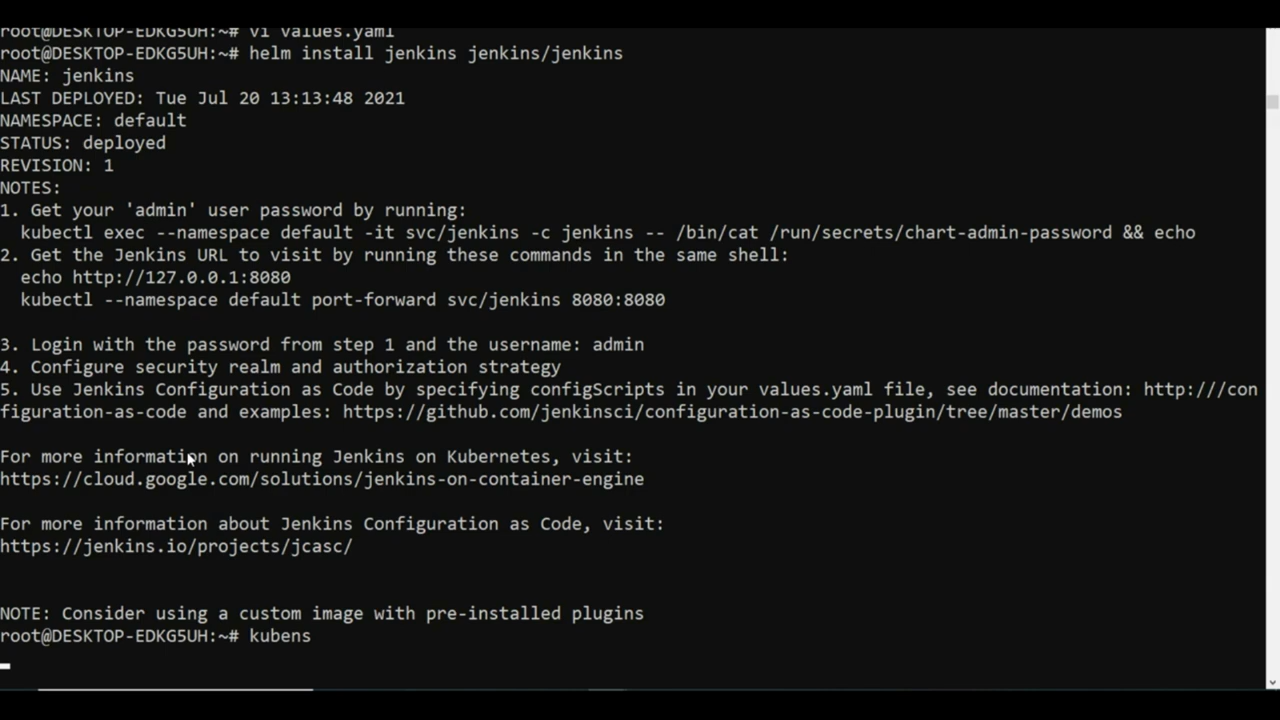 root@DESKTOP-EDKG5UH:~# vi values.yaml
root@DESKTOP-EDKG5UH:~# helm install jenkins jenkins/jenkins
NAME: jenkins
LAST DEPLOYED: Tue Jul 20 13:13:48 2021
NAMESPACE: default
STATUS: deployed
REVISION: 1
NOTES:
1. Get your 'admin' user password by running:
  kubectl exec --namespace default -it svc/jenkins -c jenkins -- /bin/cat /run/secrets/chart-admin-password && echo
2. Get the Jenkins URL to visit by running these commands in the same shell:
  echo http://127.0.0.1:8080
  kubectl --namespace default port-forward svc/jenkins 8080:8080
3. Login with the password from step 1 and the username: admin
4. Configure security realm and authorization strategy
5. Use Jenkins Configuration as Code by specifying configScripts in your values.yaml file, see documentation: http:///con
figuration-as-code and examples: https://github.com/jenkinsci/configuration-as-code-plugin/tree/master/demos
For more information on running Jenkins on Kubernetes, visit:
https://cloud.google.com/solutions/jenkins-on-container-engine
For more information about Jenkins Configuration as Code, visit:
https://jenkins.io/projects/jcasc/
NOTE: Consider using a custom image with pre-installed plugins
root@DESKTOP-EDKG5UH:~# kubens